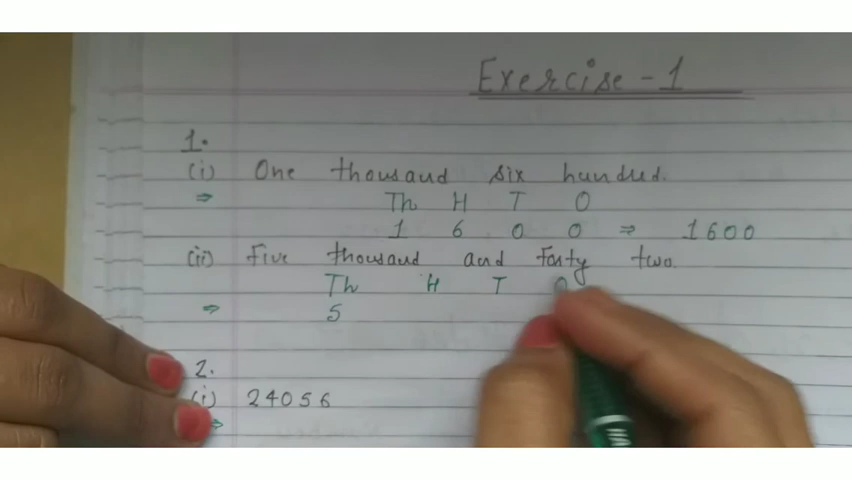 Exercise - 1
1.
(i) One thousand six hundred.
⇒ Th H T O
1 6 0 0 ⇒ 1600
(ii) Five thousand and forty two.
Th H T O
⇒ 5
2.
(i) 24056
⇒